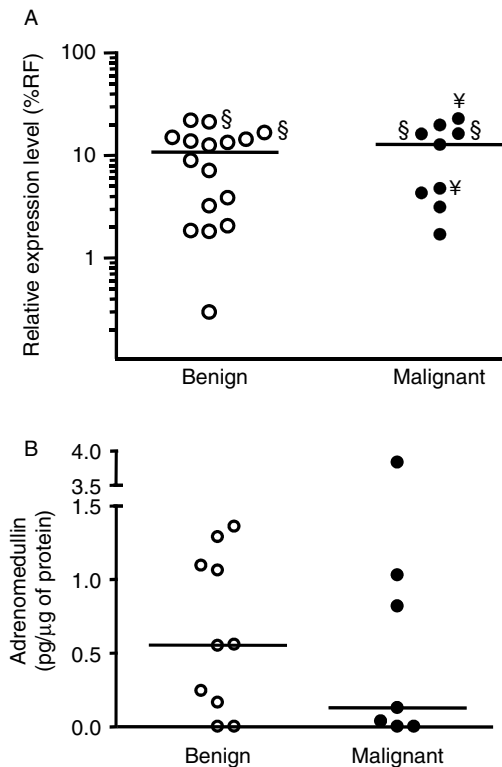 A
Relative expression level (%RF)
100
10
1
§
§
¥
§
§
¥
Benign
Malignant
B
Adrenomedullin
(pg/µg of protein)
4.0
3.5
1.5
1.0
0.5
0.0
Benign
Malignant